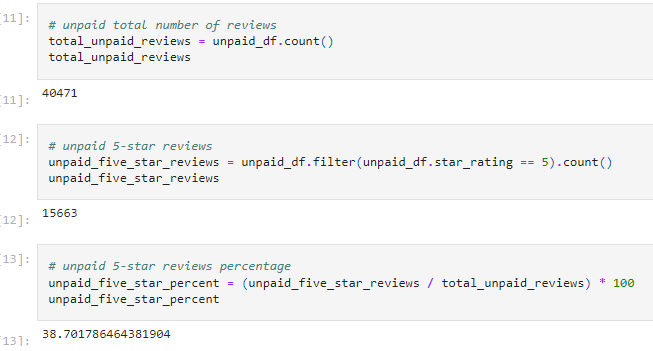 [11]:
# unpaid total number of reviews
total_unpaid_reviews = unpaid_df.count()
total_unpaid_reviews
[11]:
40471
[12]:
# unpaid 5-star reviews
unpaid_five_star_reviews = unpaid_df.filter(unpaid_df.star_rating == 5).count()
unpaid_five_star_reviews
[12]:
15663
[13]:
# unpaid 5-star reviews percentage
unpaid_five_star_percent = (unpaid_five_star_reviews / total_unpaid_reviews) * 100
unpaid_five_star_percent
[13]:
38.701786464381904